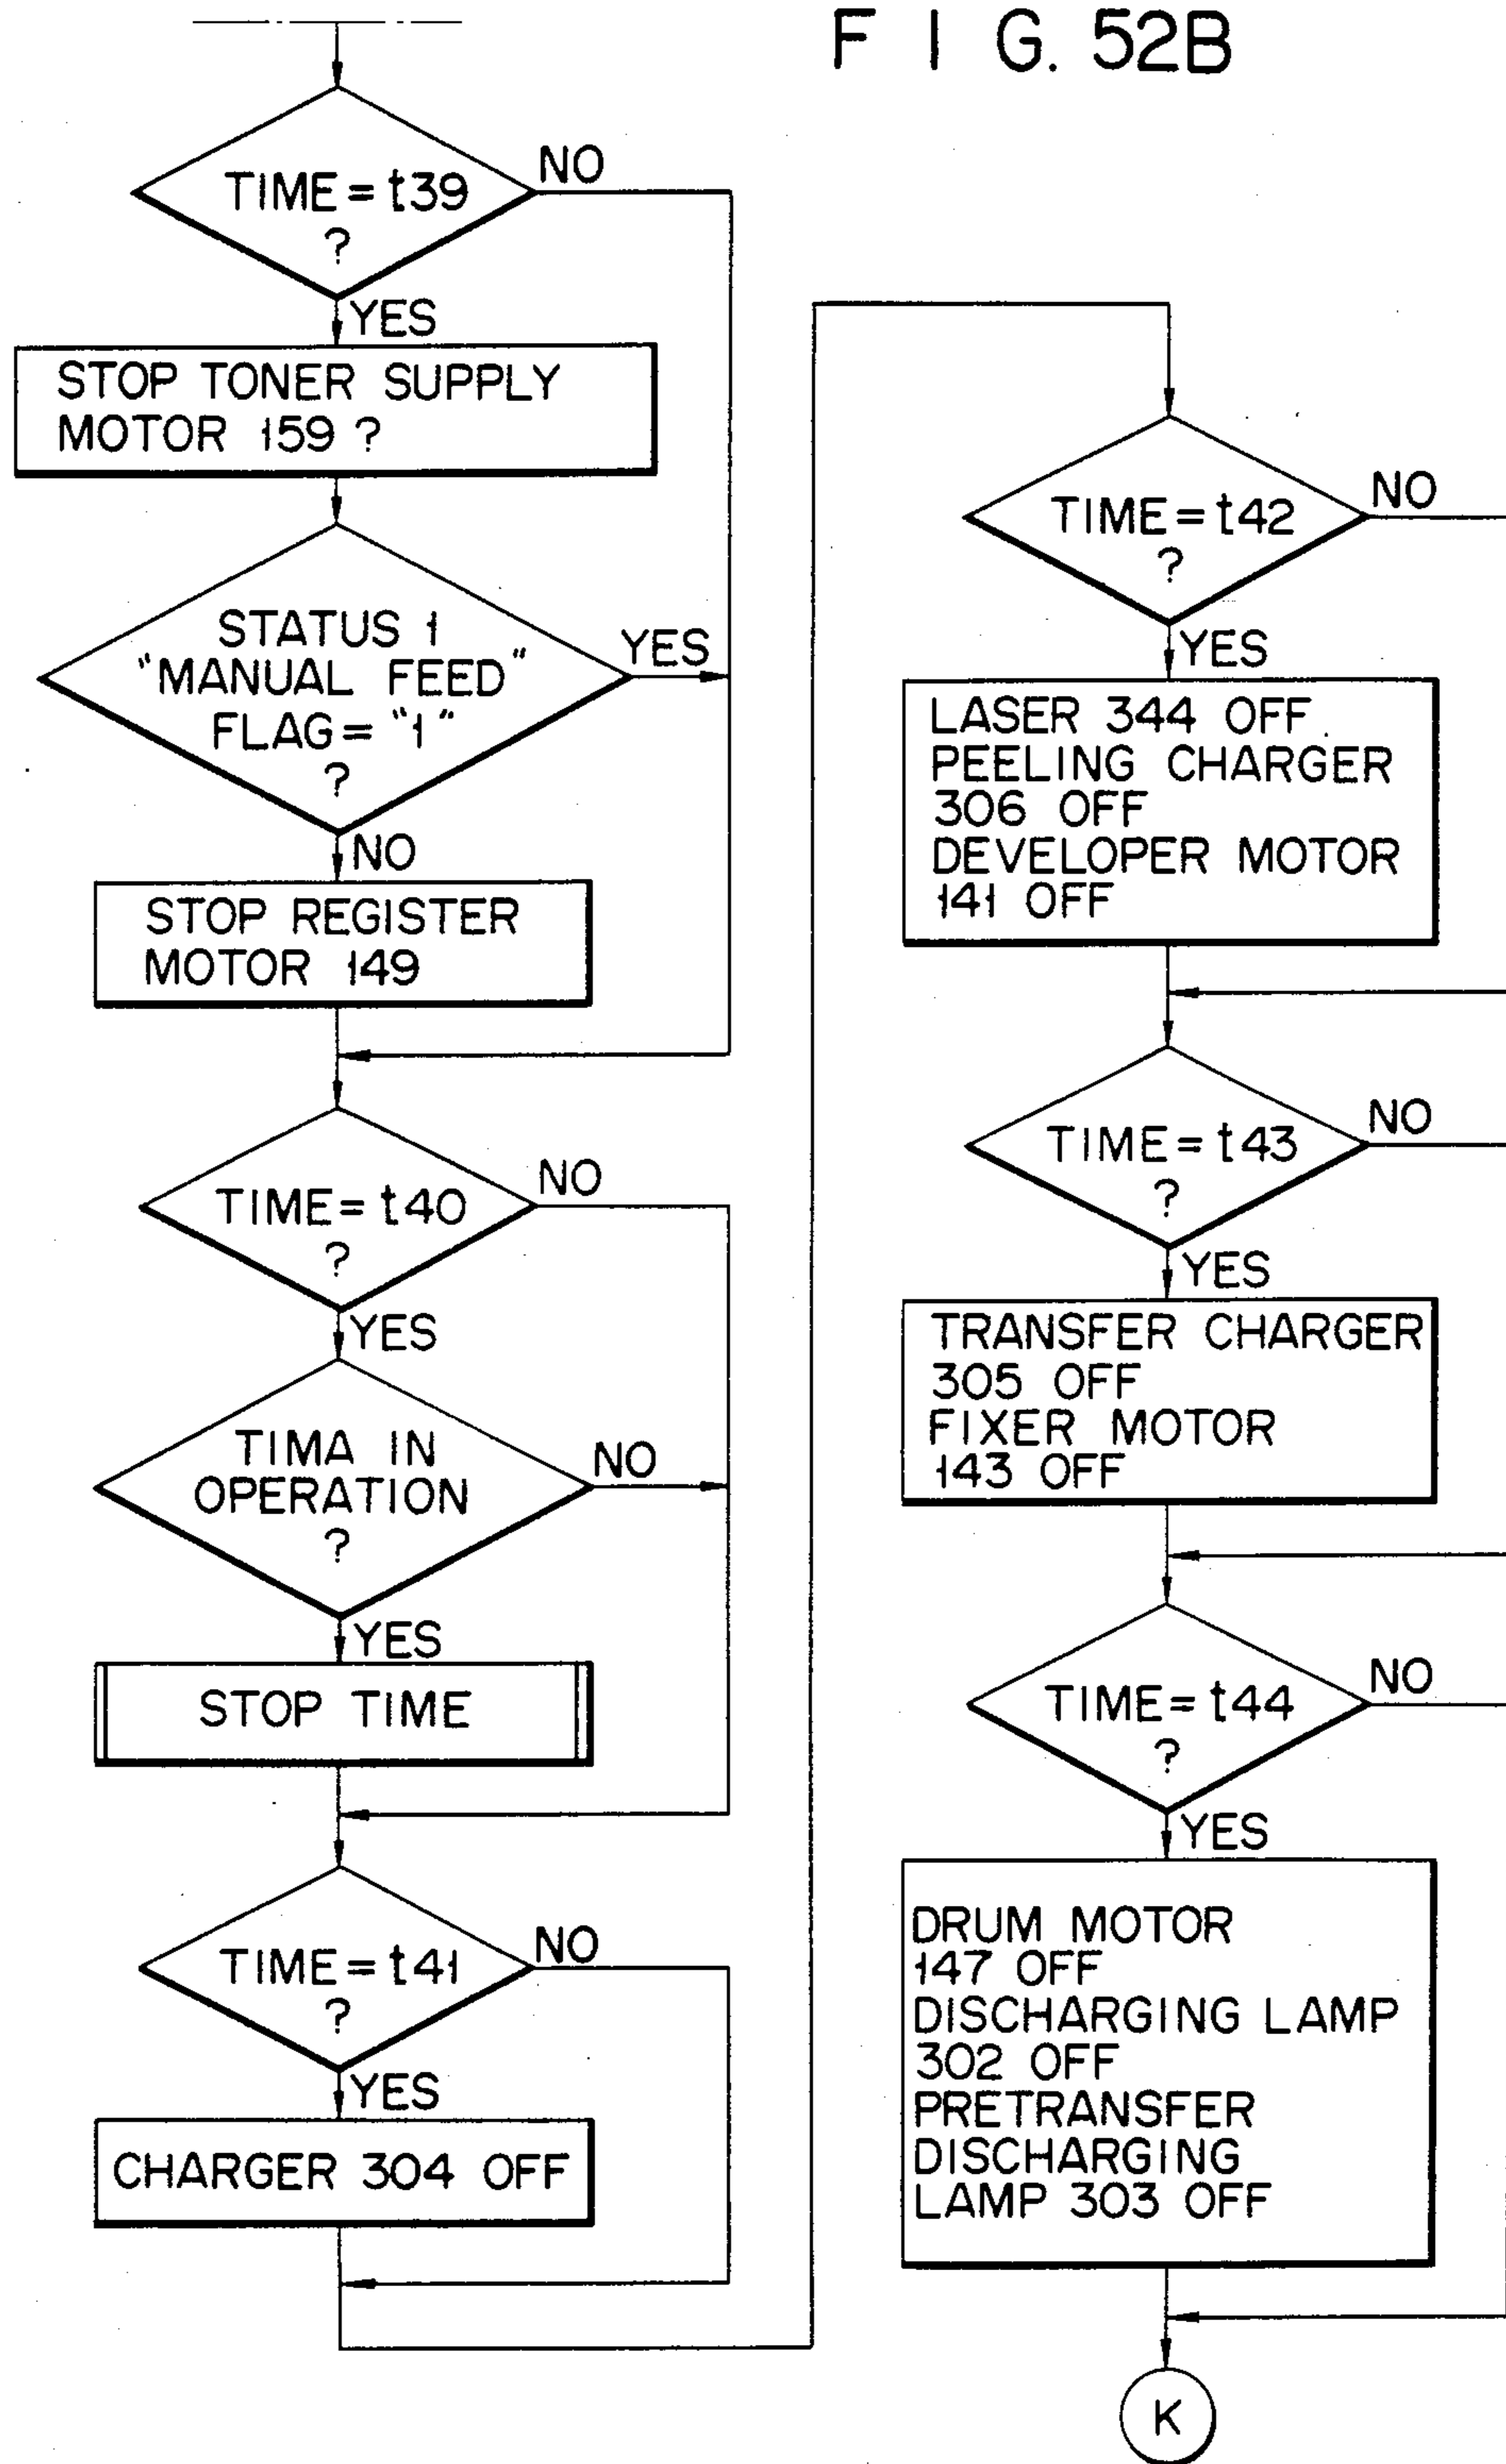 F I G. 52B
TIME = t39
?
NO
YES
STOP TONER SUPPLY
MOTOR 159 ?
STATUS 1
"MANUAL FEED"
FLAG = "1"
?
YES
NO
STOP REGISTER
MOTOR 149
TIME = t40
?
NO
YES
TIMA IN
OPERATION
?
NO
YES
STOP TIME
TIME = t41
?
NO
YES
CHARGER 304 OFF
TIME = t42
?
NO
YES
LASER 344 OFF
PEELING CHARGER
306 OFF
DEVELOPER MOTOR
141 OFF
TIME = t43
?
NO
YES
TRANSFER CHARGER
305 OFF
FIXER MOTOR
143 OFF
TIME = t44
?
NO
YES
DRUM MOTOR
147 OFF
DISCHARGING LAMP
302 OFF
PRETRANSFER
DISCHARGING
LAMP 303 OFF
K